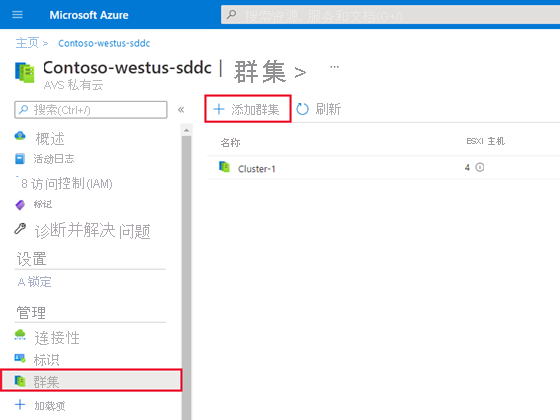 Microsoft Azure
搜索资源、服务和文档(G+/)
主页 > Contoso-westus-sddc
Contoso-westus-sddc | 群集 > ...
AVS 私有云
搜索(Ctrl+/) «
+ 添加群集 刷新
概述
活动日志
8 访问控制(IAM)
标记
诊断并解决 问题
设置
A 锁定
管理
连接性
标识
群集
+ 加载项
名称 ESXI 主机
Cluster-1 4